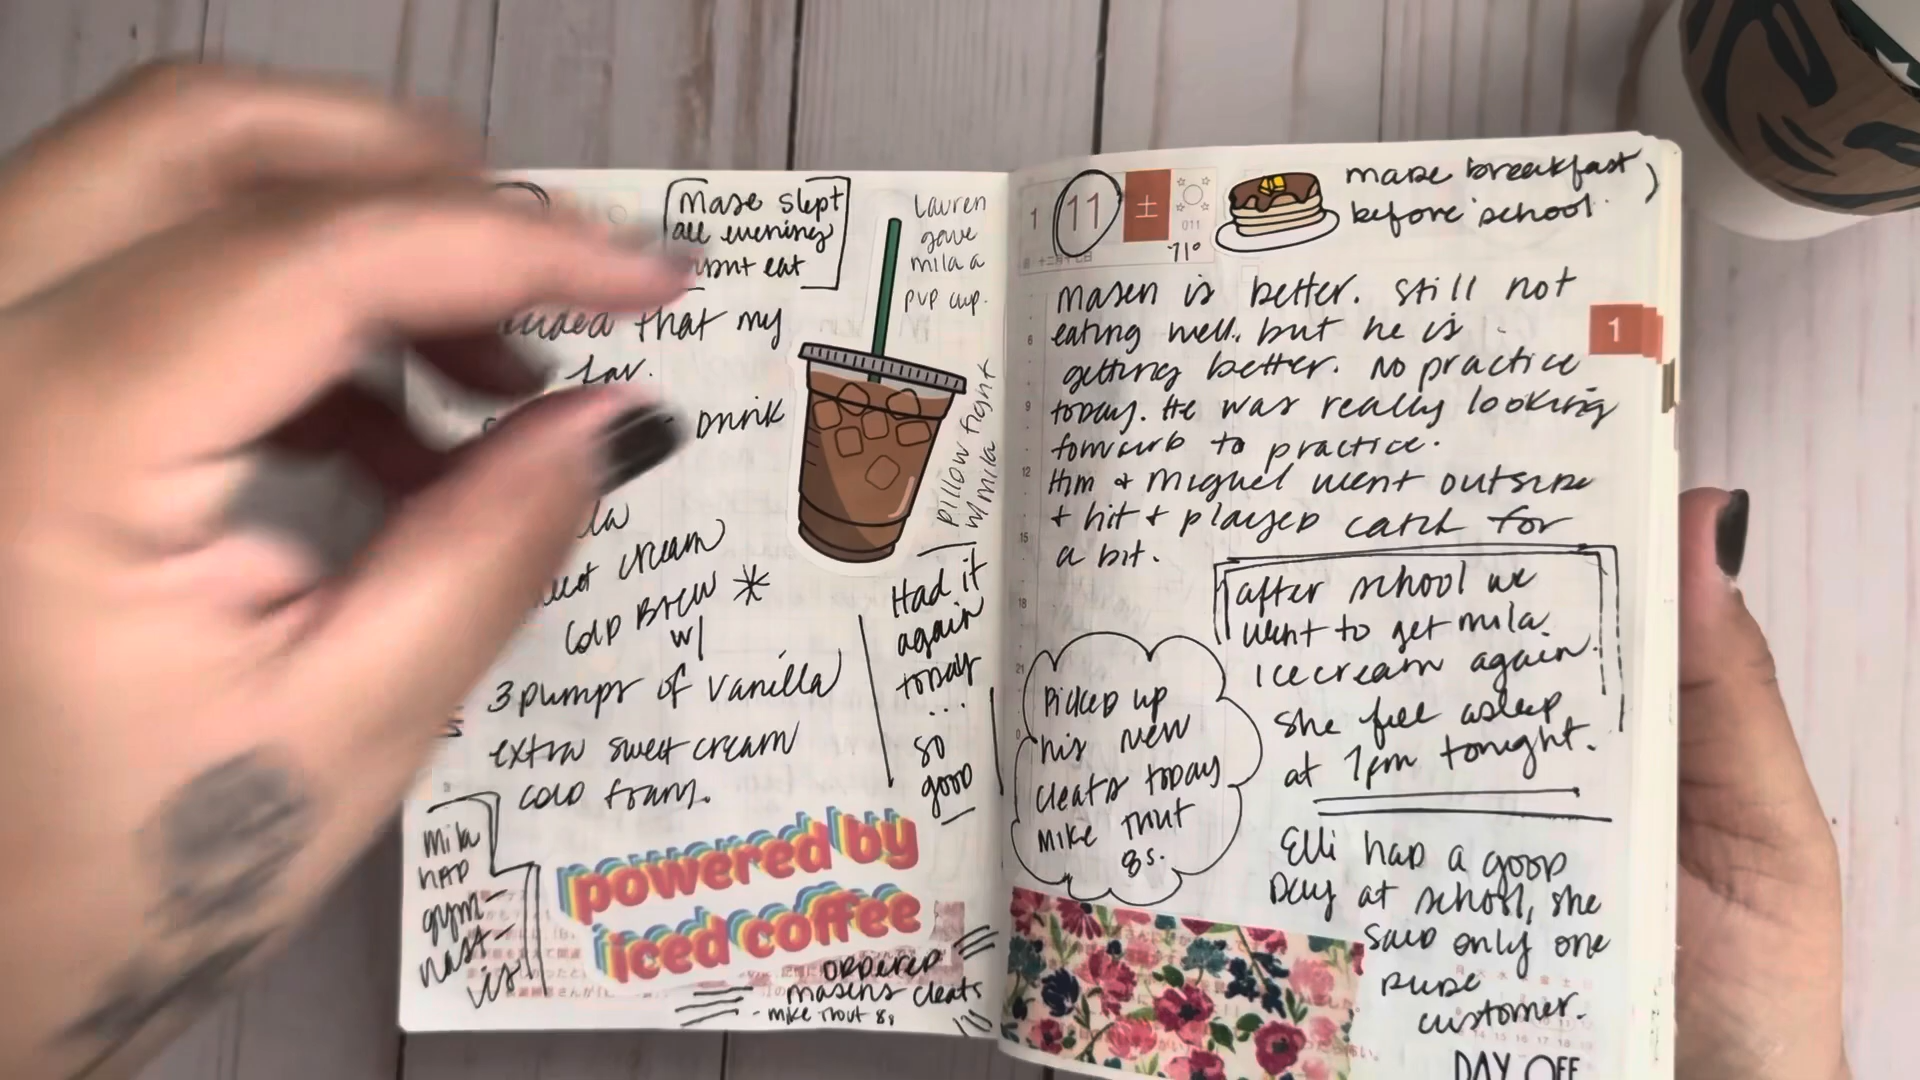 Mase slept
all evening
eat
Lauren
gave
mila a
pup cup.
that my
fav.
Drink
sweet cream
Cold Brew *
w/
3 pumps of vanilla
extra sweet cream
cold foam.
pillow fight
w/ mila
Had it
again
today
...
so
good
Mila
had
gym-
nast-
powered by
iced coffee
ordered
masens cleats
- mike trout 8s
1 11 土
011
71°
made breakfast
before school.
masen is better. Still not
eating well. but he is
getting better. No practice
today. He was really looking
forward to practice.
Him + Miguel went outside
+ hit + played catch for
a bit.
1
after school we
went to get mila.
Icecream again.
She fell asleep
at 7pm tonight.
Picked up
his new
cleats today
mike trout
8s.
Elli had a good
Day at school, she
said only one
rude
customer.
DAY OFF